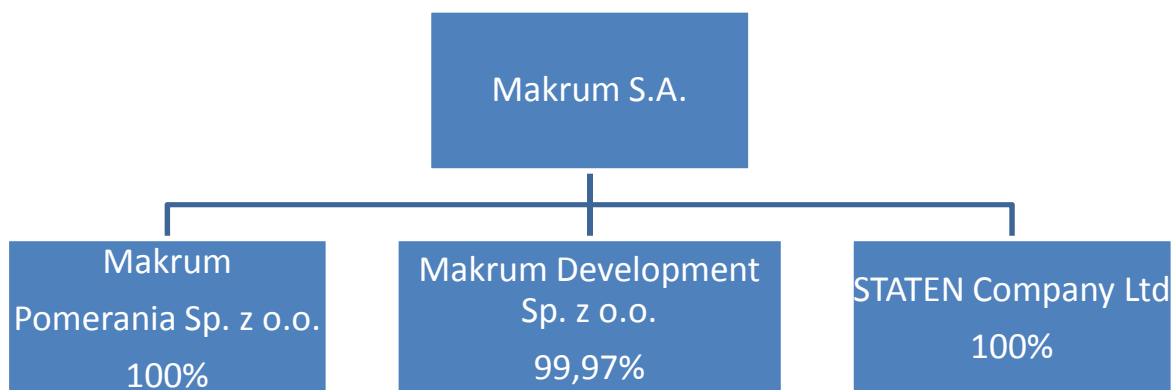 Makrum S.A.
Makrum
Pomerania Sp. z o.o.
100%
Makrum Development
Sp. z o.o.
99,97%
STATEN Company Ltd
100%